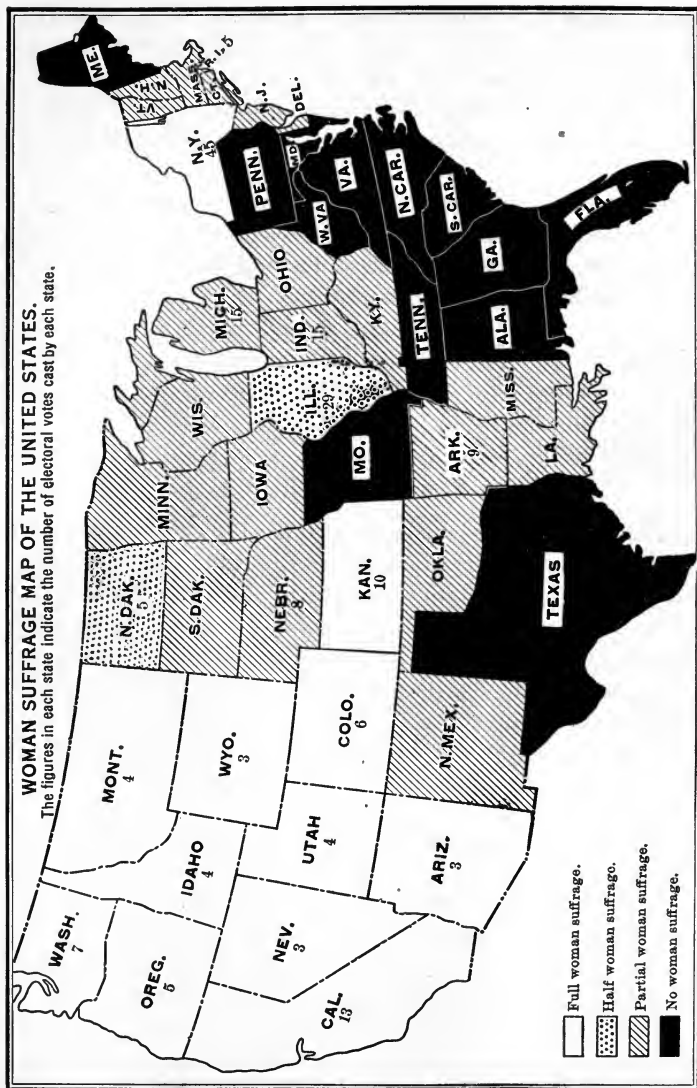 WOMAN SUFFRAGE MAP OF THE UNITED STATES.
The figures in each state indicate the number of electoral votes cast by each state.
WASH.
7
OREG.
5
CAL.
13
NEV.
3
IDAHO
4
MONT.
4
WYO.
3
UTAH
4
ARIZ.
3
COLO.
6
N.MEX.
N.DAK.
5
S.DAK.
NEBR.
8
KAN.
10
OKLA.
TEXAS
MINN.
IOWA
MO.
ARK.
9
LA.
WIS.
ILL.
29
MICH.
15
IND.
15
OHIO
KY.
TENN.
MISS.
ALA.
GA.
FLA.
S.CAR.
N.CAR.
VA.
W.VA
MD.
DEL.
PENN.
N.J.
N.Y.
45
CT.
R.I. 5
MASS.
VT.
N.H.
ME.
Full woman suffrage.
Half woman suffrage.
Partial woman suffrage.
No woman suffrage.